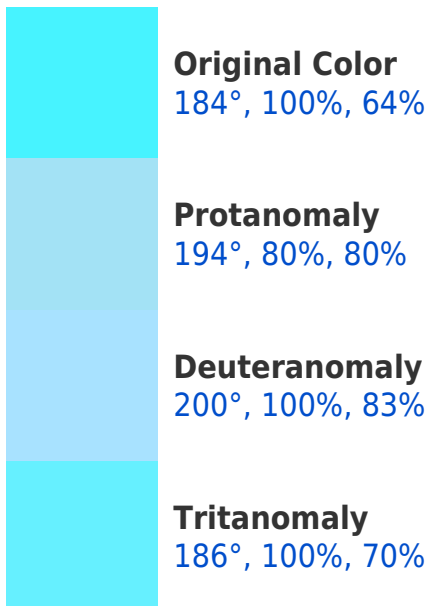 Original Color
184°, 100%, 64%
Protanomaly
194°, 80%, 80%
Deuteranomaly
200°, 100%, 83%
Tritanomaly
186°, 100%, 70%